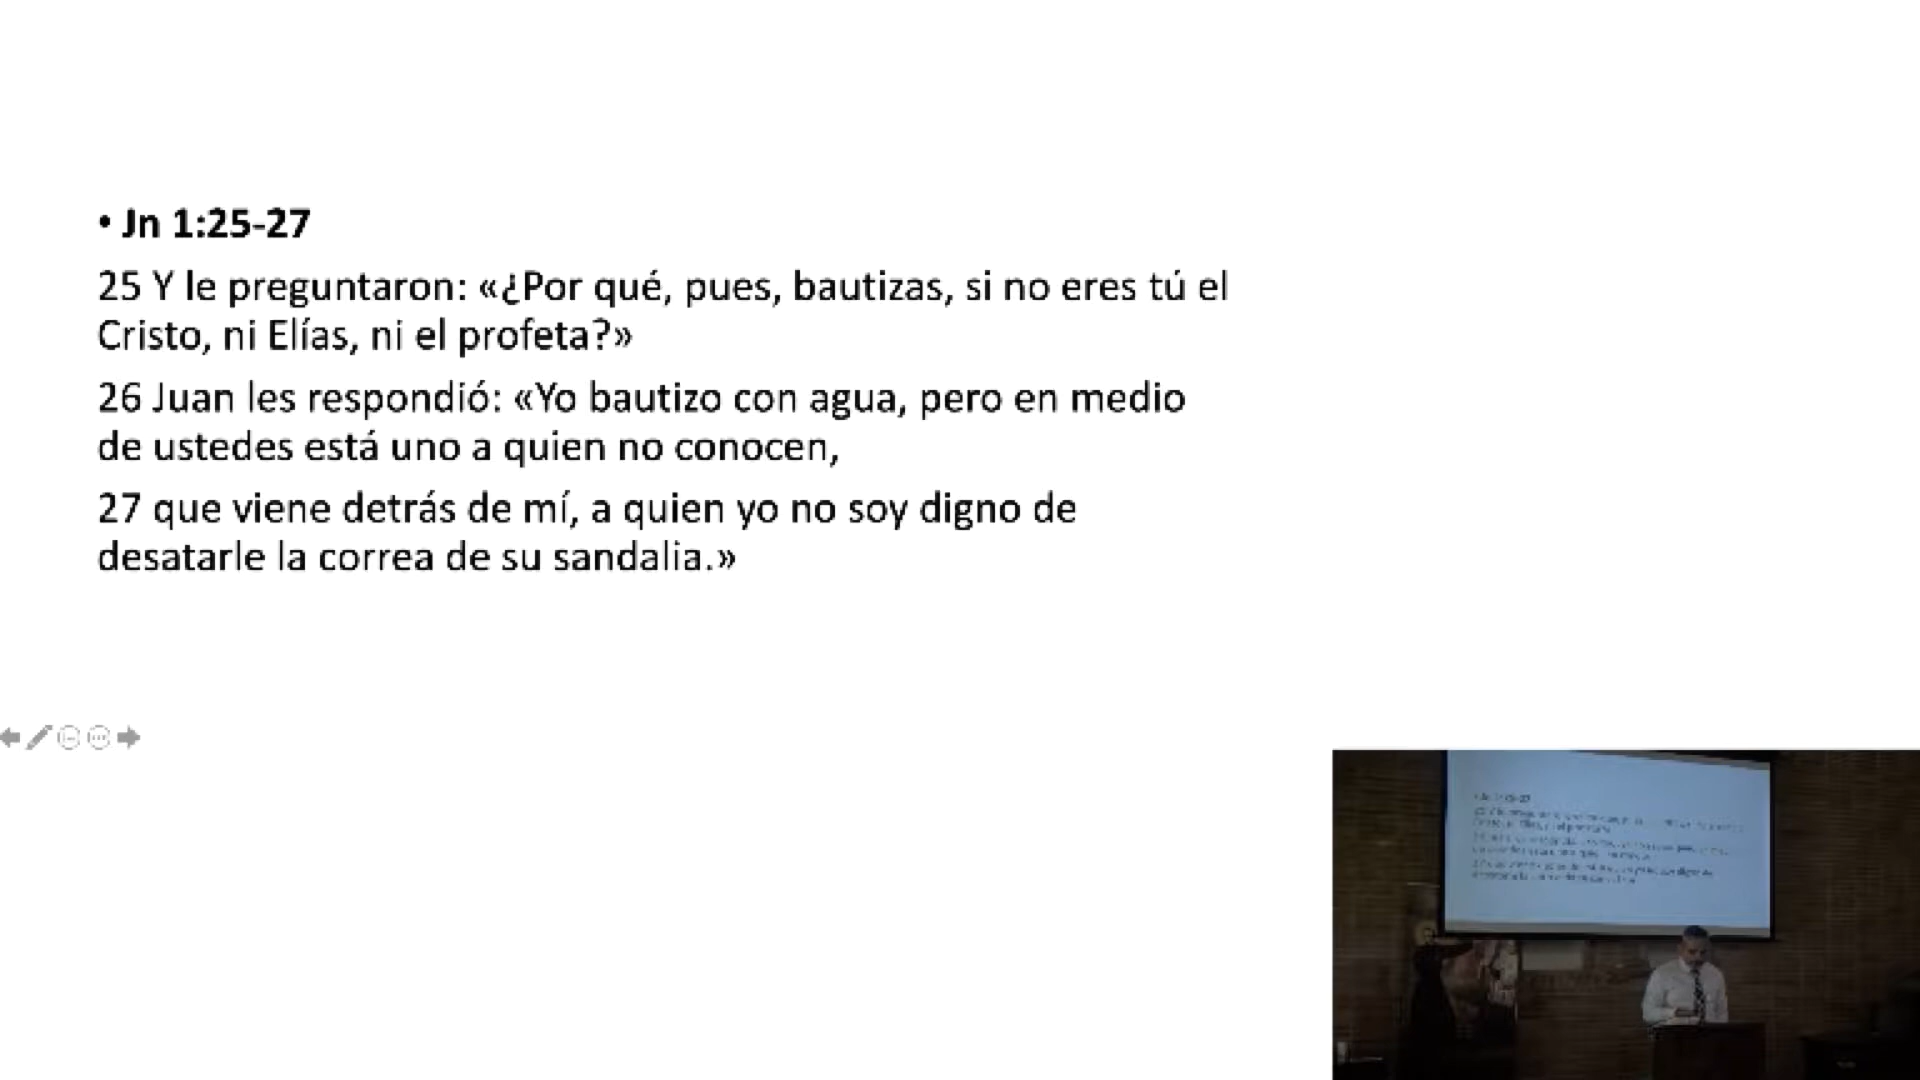 • Jn 1:25-27
25 Y le preguntaron: «¿Por qué, pues, bautizas, si no eres tú el
Cristo, ni Elías, ni el profeta?»
26 Juan les respondió: «Yo bautizo con agua, pero en medio
de ustedes está uno a quien no conocen,
27 que viene detrás de mí, a quien yo no soy digno de
desatarle la correa de su sandalia.»